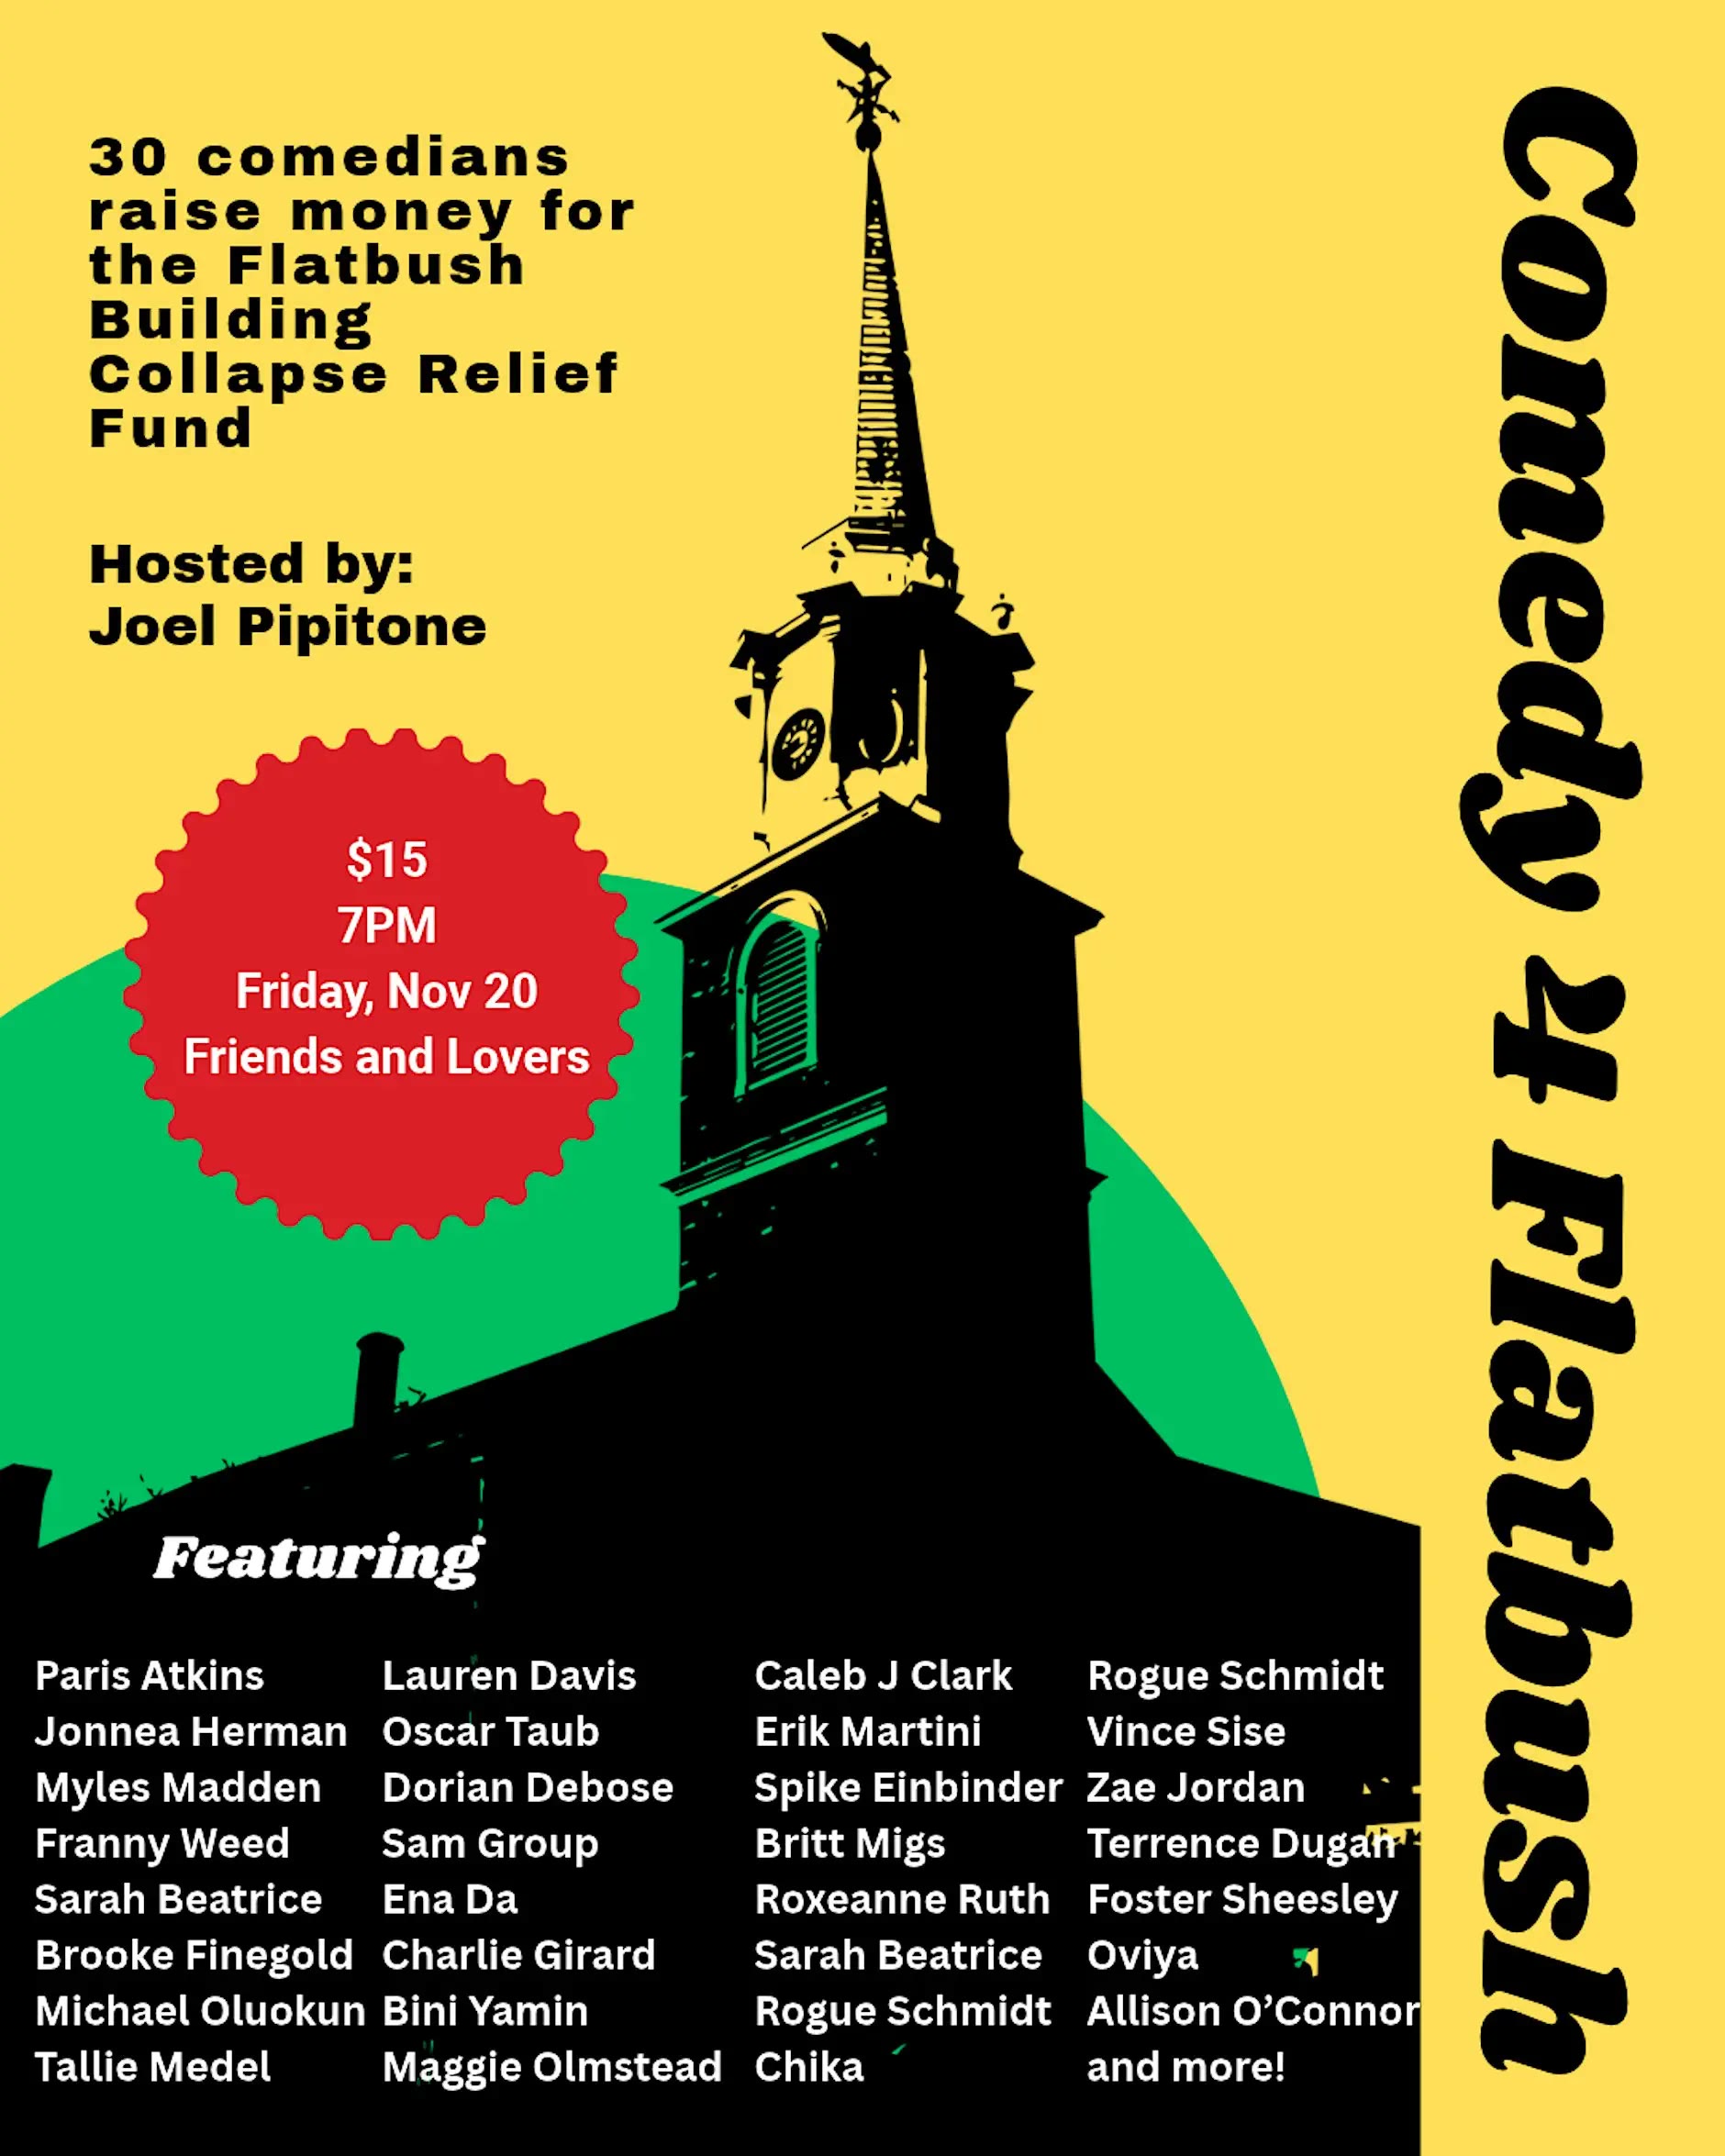 30 comedians
raise money for
the Flatbush
Building
Collapse Relief
Fund
Hosted by:
Joel Pipitone
$15
7PM
Friday, Nov 20
Friends and Lovers
Comedy 4 Flatbush
Featuring
Paris Atkins
Jonnea Herman
Myles Madden
Franny Weed
Sarah Beatrice
Brooke Finegold
Michael Oluokun
Tallie Medel
Lauren Davis
Oscar Taub
Dorian Debose
Sam Group
Ena Da
Charlie Girard
Bini Yamin
Maggie Olmstead
Caleb J Clark
Erik Martini
Spike Einbinder
Britt Migs
Roxeanne Ruth
Sarah Beatrice
Rogue Schmidt
Chika
Rogue Schmidt
Vince Sise
Zae Jordan
Terrence Dugan
Foster Sheesley
Oviya
Allison O’Connor
and more!